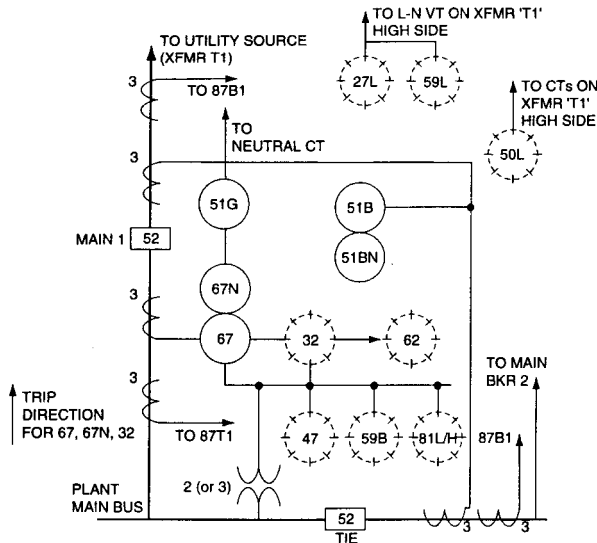 TO L-N VT ON XFMR 'T1'
HIGH SIDE
TO UTILITY SOURCE
(XFMR T1)
27L
59L
3
TO 87B1
TO CTs ON
XFMR 'T1'
HIGH SIDE
TO
NEUTRAL CT
50L
3
51G
51B
MAIN 1
52
51BN
67N
3
67
32
62
TO MAIN
BKR 2
3
TRIP
DIRECTION
FOR 67, 67N, 32
TO 87T1
47
59B
81L/H
87B1
PLANT
MAIN BUS
2 (or 3)
52
3
3
TIE